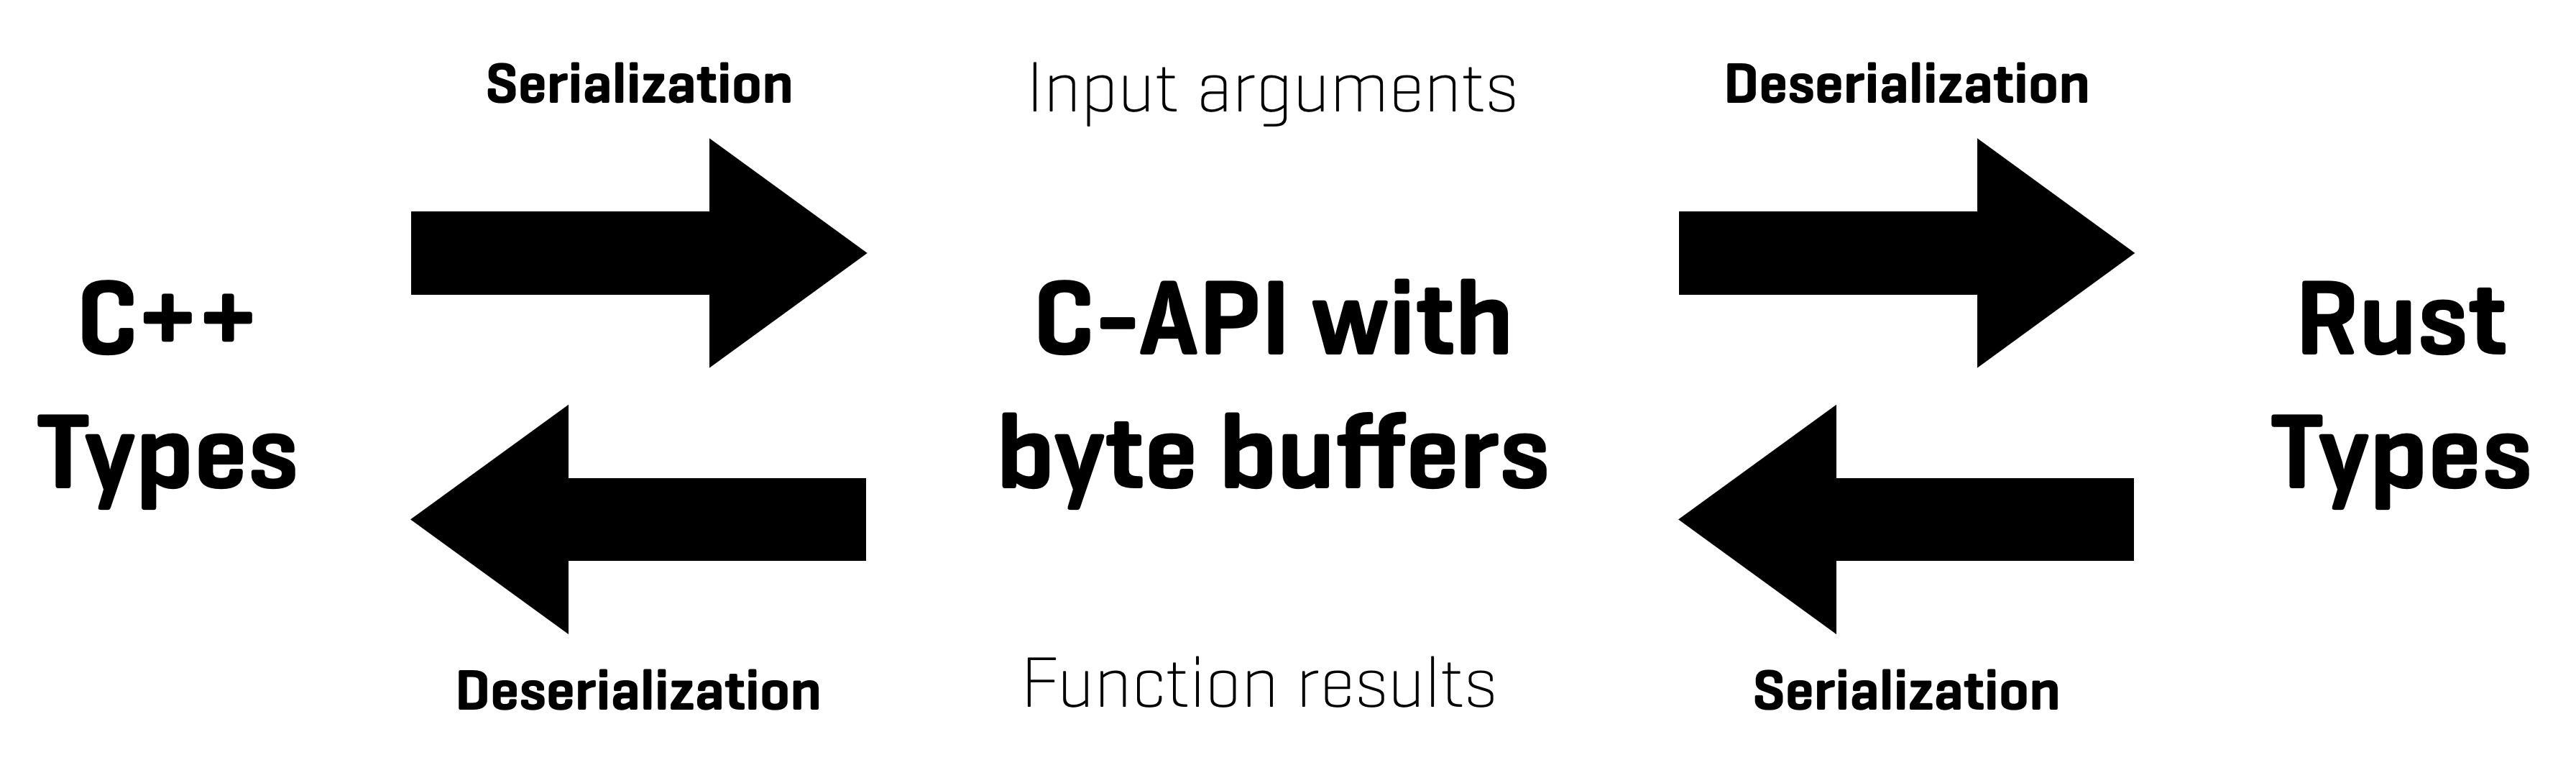 Serialization
Input arguments
Deserialization
C++
Types
C-API with
byte buffers
Rust
Types
Deserialization
Function results
Serialization